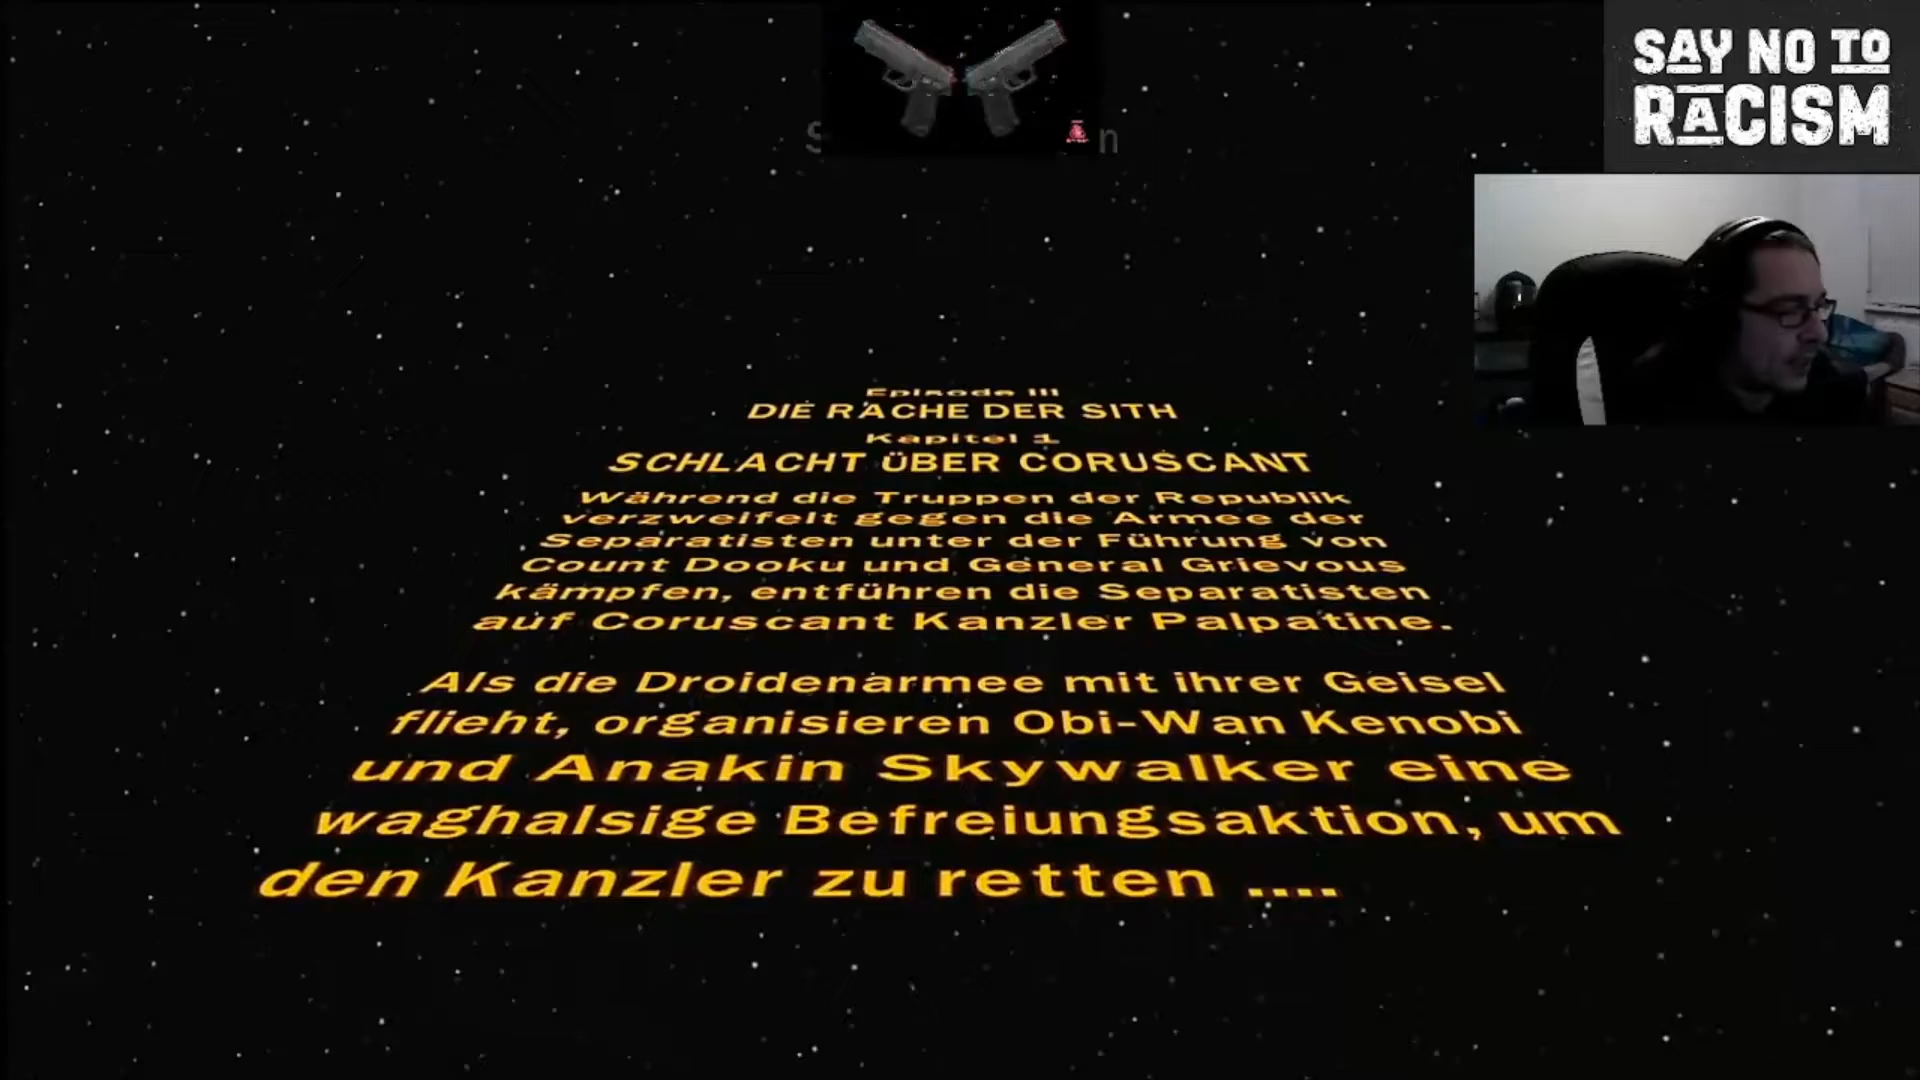 SAY NO TO
RACISM
Episode III
DIE RACHE DER SITH
Kapitel 1
SCHLACHT ÜBER CORUSCANT
Während die Truppen der Republik
verzweifelt gegen die Armee der
Separatisten unter der Führung von
Count Dooku und General Grievous
kämpfen, entführen die Separatisten
auf Coruscant Kanzler Palpatine.
Als die Droidenarmee mit ihrer Geisel
flieht, organisieren Obi-Wan Kenobi
und Anakin Skywalker eine
waghalsige Befreiungsaktion, um
den Kanzler zu retten ....